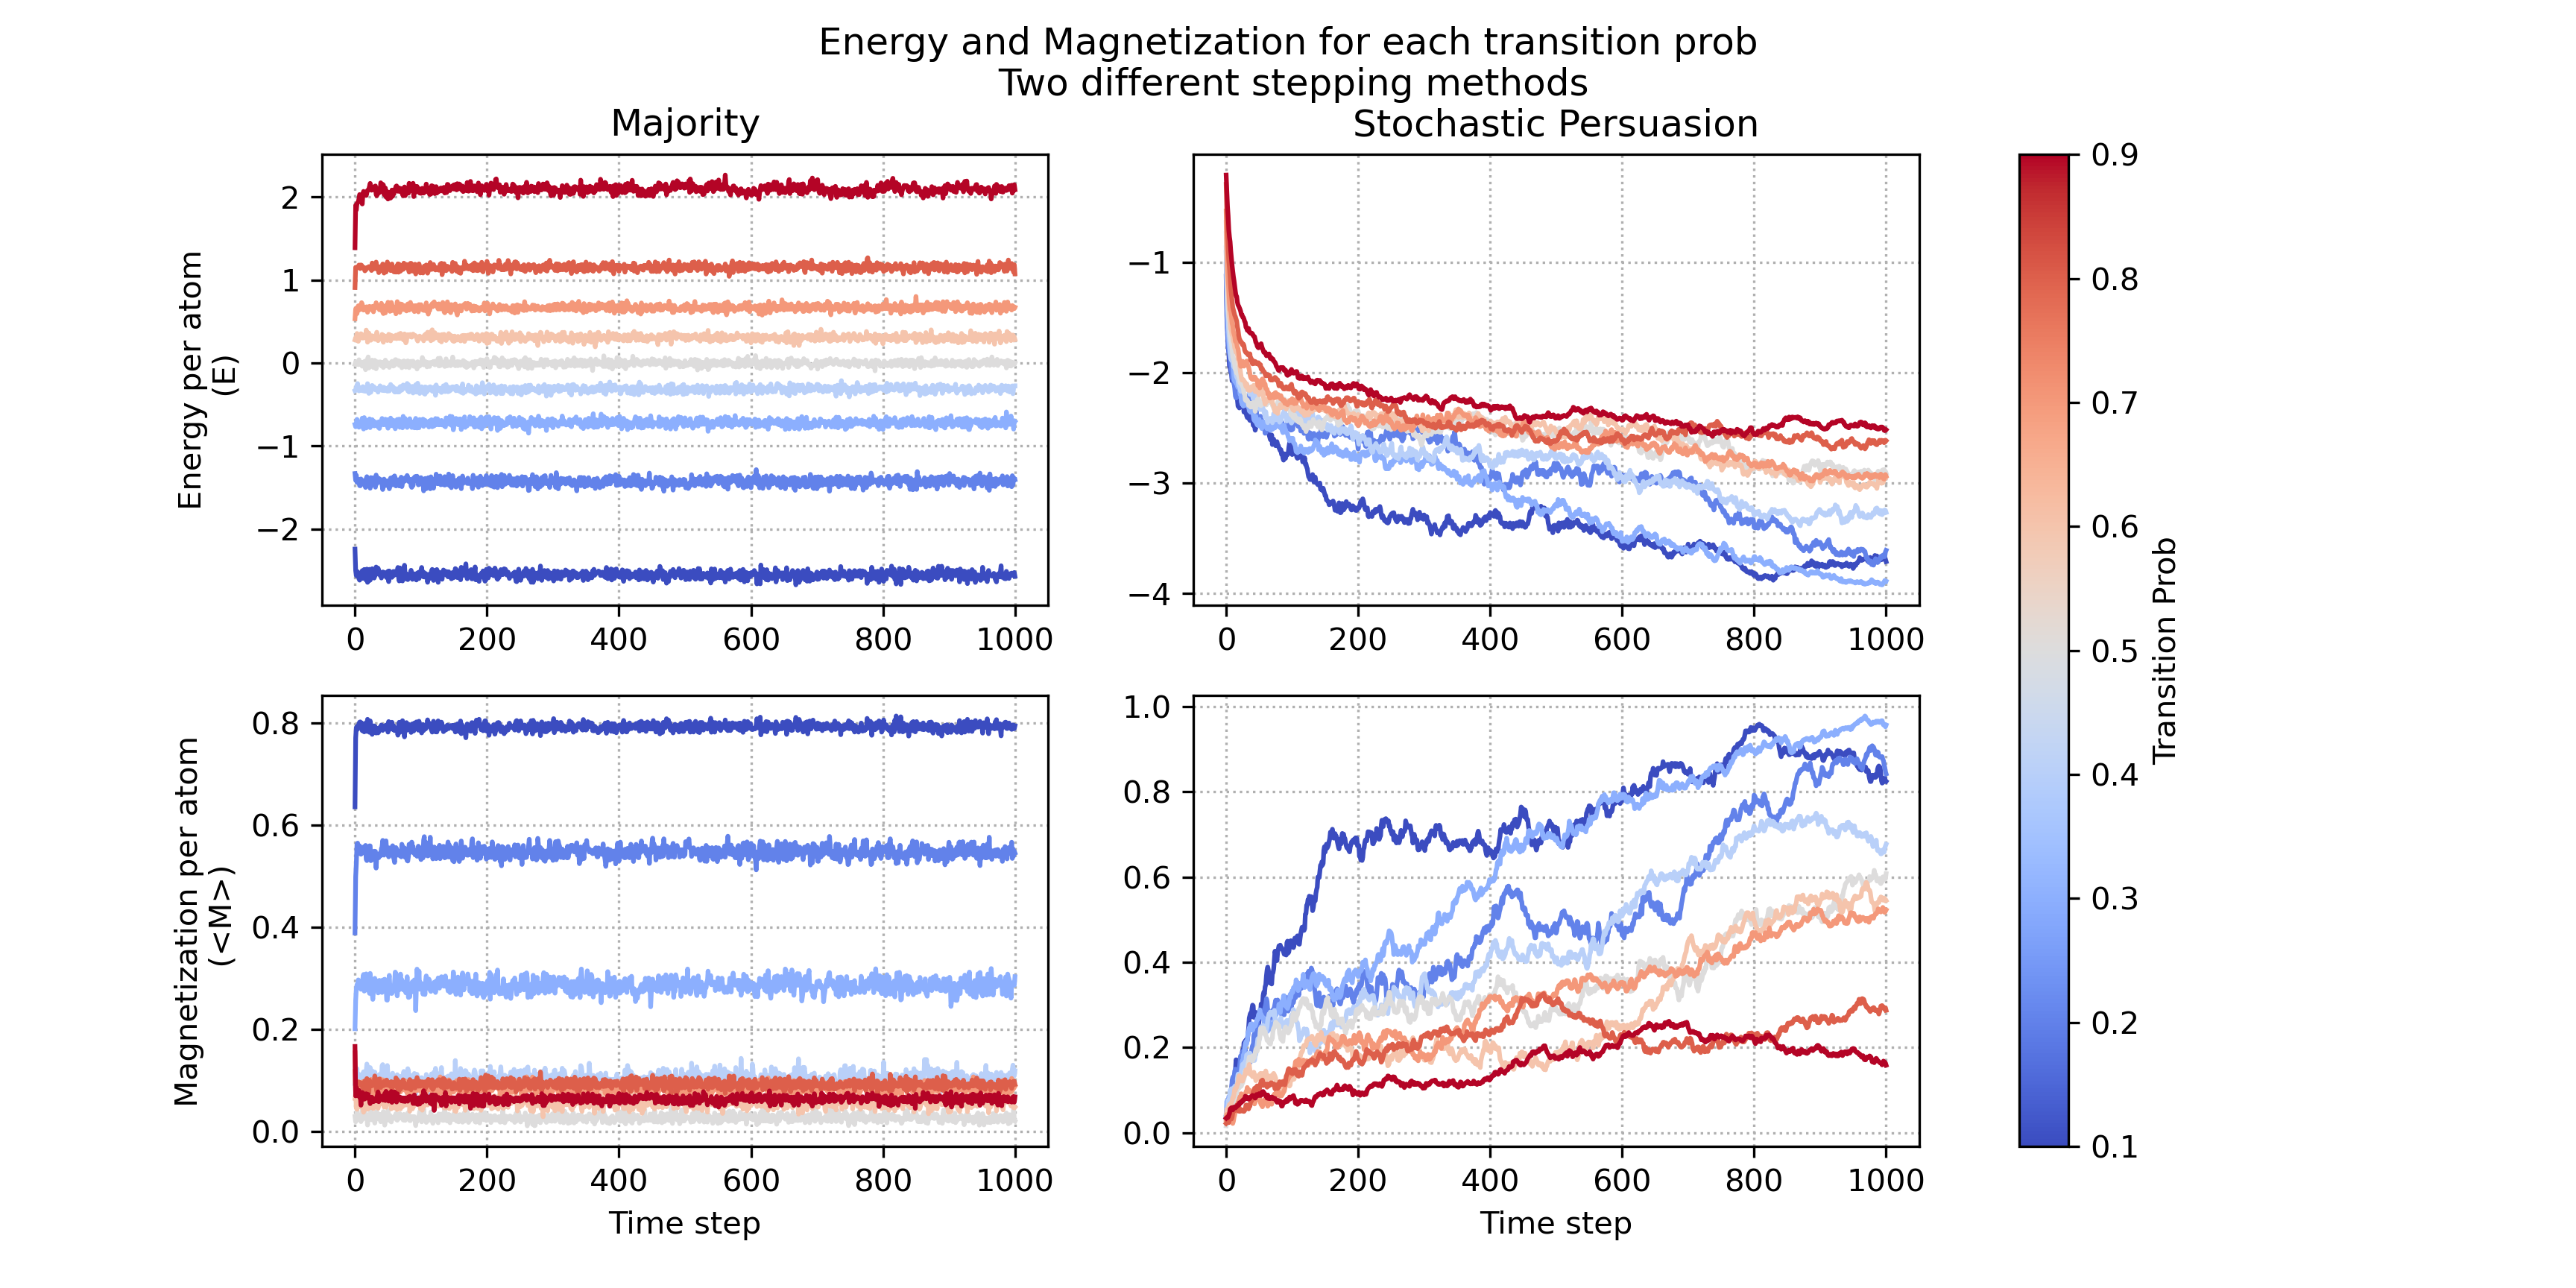 Energy and Magnetization for each transition prob
Two different stepping methods
Majority
Stochastic Persuasion
Energy per atom
(E)
2
1
0
−1
−2
0 200 400 600 800 1000
−1
−2
−3
−4
0 200 400 600 800 1000
Magnetization per atom
(<M>)
0.8
0.6
0.4
0.2
0.0
0 200 400 600 800 1000
Time step
1.0
0.8
0.6
0.4
0.2
0.0
0 200 400 600 800 1000
Time step
0.9
0.8
0.7
0.6
0.5
0.4
0.3
0.2
0.1
Transition Prob